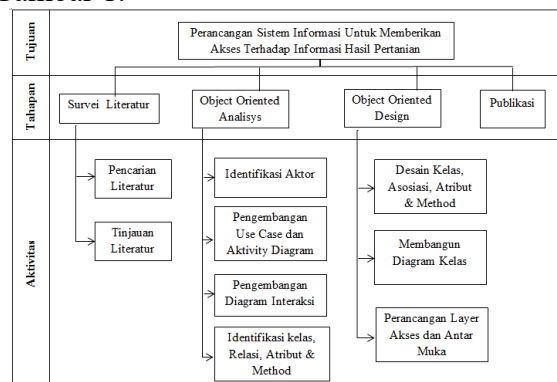 Tujuan
Perancangan Sistem Informasi Untuk Memberikan
Akses Terhadap Informasi Hasil Pertanian
Tahapan
Survei Literatur
Object Oriented
Analisys
Object Oriented
Design
Publikasi
Aktivitas
Pencarian
Literatur
Tinjauan
Literatur
Identifikasi Aktor
Pengembangan
Use Case dan
Aktivity Diagram
Pengembangan
Diagram Interaksi
Identifikasi kelas,
Relasi, Atribut &
Method
Desain Kelas,
Asosiasi, Atribut
& Method
Membangun
Diagram Kelas
Perancangan Layer
Akses dan Antar
Muka